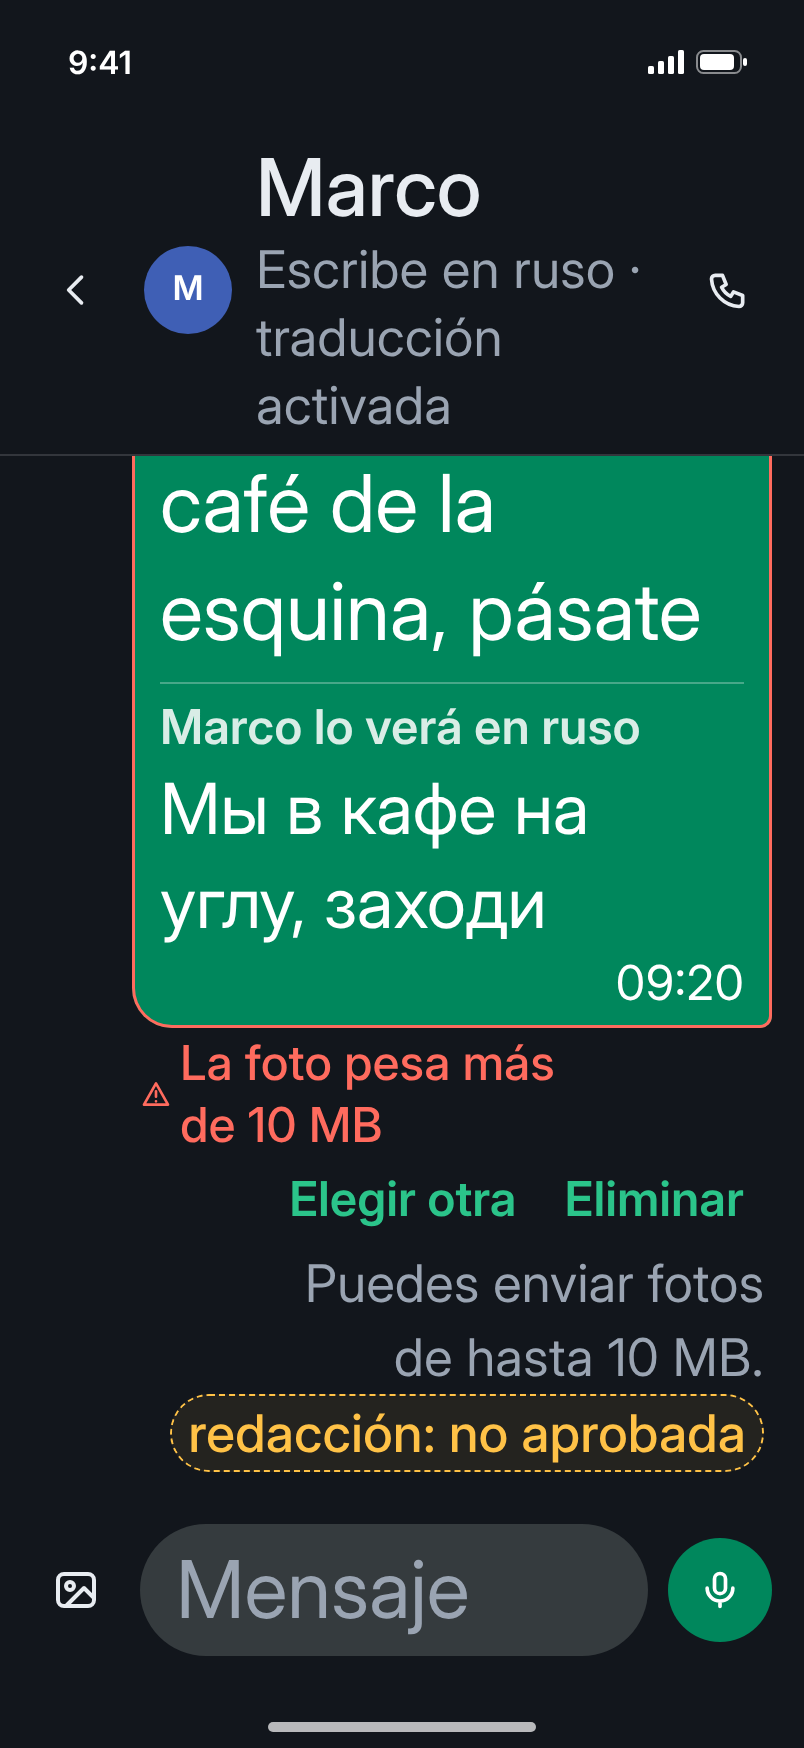 9:41
Marco
M
Escribe en ruso ·
traducción
activada
café de la
esquina, pásate
Marco lo verá en ruso
Мы в кафе на
углу, заходи
09:20
La foto pesa más
de 10 MB
Elegir otra Eliminar
Puedes enviar fotos
de hasta 10 MB.
redacción: no aprobada
Mensaje